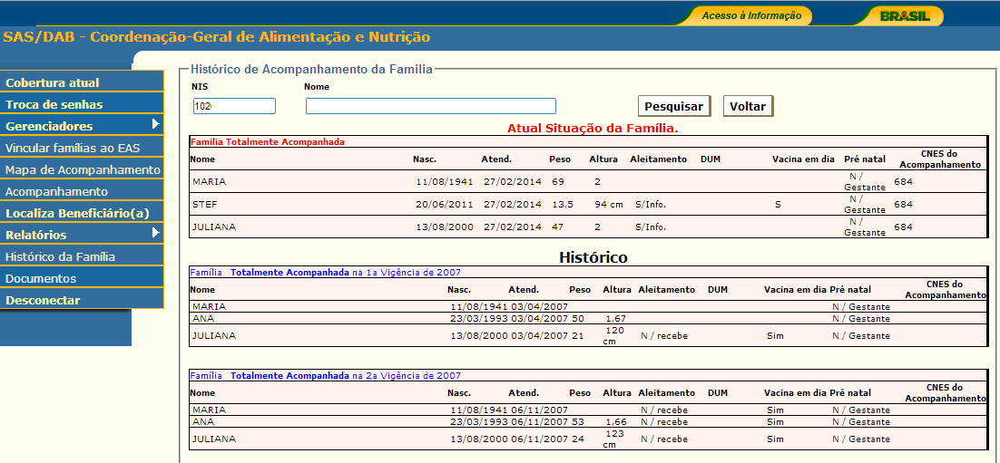 Acesso à Informação
BRASIL
SAS/DAB - Coordenação-Geral de Alimentação e Nutrição
Cobertura atual
Troca de senhas
Gerenciadores
Vincular famílias ao EAS
Mapa de Acompanhamento
Acompanhamento
Localiza Beneficiário(a)
Relatórios
Histórico da Família
Documentos
Desconectar
Histórico de Acompanhamento da Familia
NIS Nome
102
Pesquisar Voltar
Atual Situação da Família.
Familia Totalmente Acompanhada
Nome Nasc. Atend. Peso Altura Aleitamento DUM Vacina em dia Pré natal CNES do Acompanhamento
MARIA 11/08/1941 27/02/2014 69 2 N / Gestante 684
STEF 20/06/2011 27/02/2014 13,5 94 cm S/Info. S N / Gestante 684
JULIANA 13/08/2000 27/02/2014 47 2 S/Info. N / Gestante 684
Histórico
Família Totalmente Acompanhada na 1a Vigência de 2007
Nome Nasc. Atend. Peso Altura Aleitamento DUM Vacina em dia Pré natal CNES do Acompanhamento
MARIA 11/08/1941 03/04/2007 N / Gestante
ANA 23/03/1993 03/04/2007 50 1,67 N / Gestante
JULIANA 13/08/2000 03/04/2007 21 120 cm N / recebe Sim N / Gestante
Família Totalmente Acompanhada na 2a Vigência de 2007
Nome Nasc. Atend. Peso Altura Aleitamento DUM Vacina em dia Pré natal CNES do Acompanhamento
MARIA 11/08/1941 06/11/2007 N / recebe Sim N / Gestante
ANA 23/03/1993 06/11/2007 53 1,66 N / recebe Sim N / Gestante
JULIANA 13/08/2000 06/11/2007 24 123 cm N / recebe Sim N / Gestante